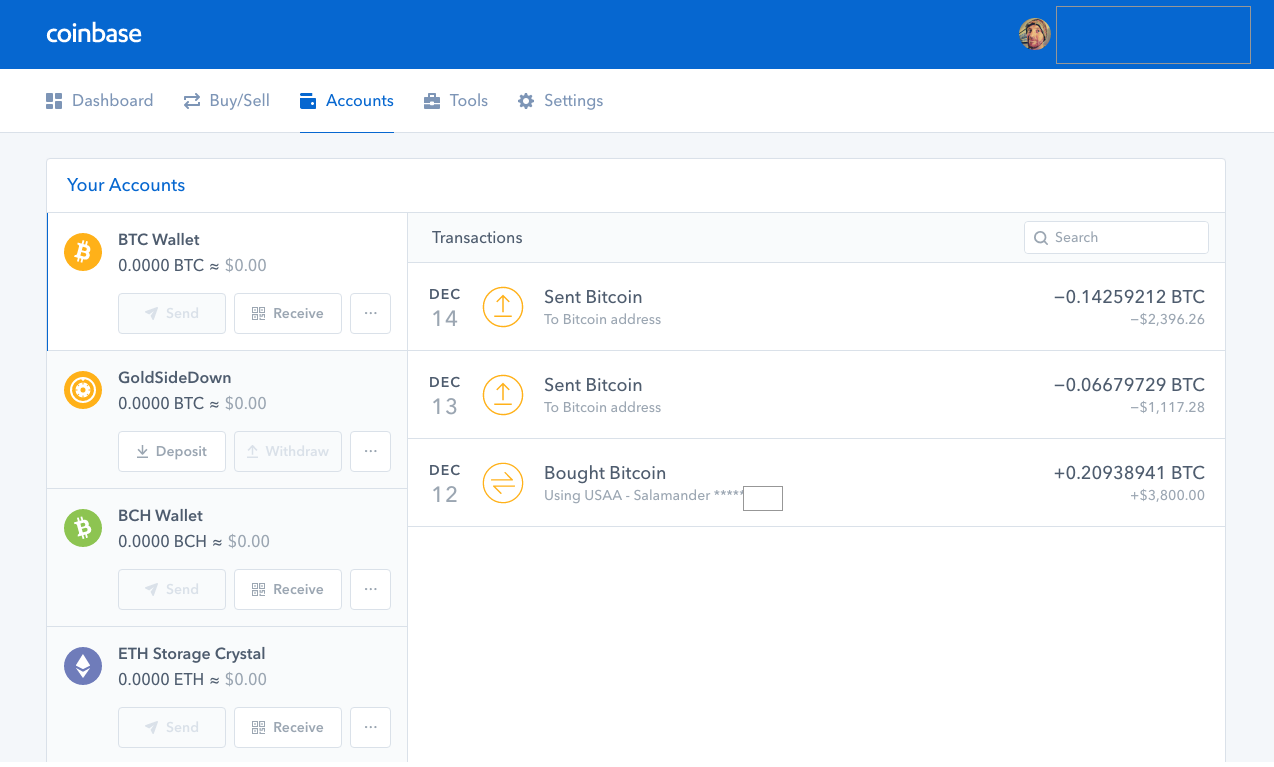 coinbase
Dashboard Buy/Sell Accounts Tools Settings
Your Accounts
BTC Wallet
0.0000 BTC ≈ $0.00
Send Receive ...
GoldSideDown
0.0000 BTC ≈ $0.00
Deposit Withdraw ...
BCH Wallet
0.0000 BCH ≈ $0.00
Send Receive ...
ETH Storage Crystal
0.0000 ETH ≈ $0.00
Send Receive ...
Transactions Search
DEC
14
Sent Bitcoin
To Bitcoin address
−0.14259212 BTC
−$2,396.26
DEC
13
Sent Bitcoin
To Bitcoin address
−0.06679729 BTC
−$1,117.28
DEC
12
Bought Bitcoin
Using USAA - Salamander *****
+0.20938941 BTC
+$3,800.00